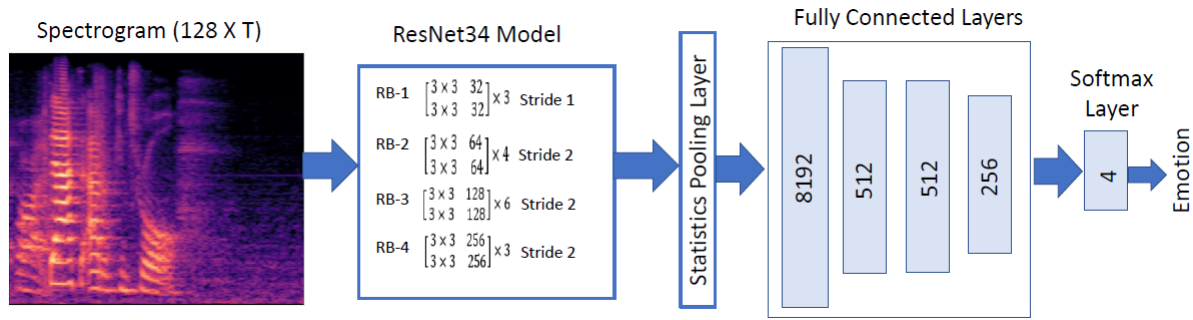 Spectrogram (128 X T)
ResNet34 Model
RB-1 [3 × 3 32
3 × 3 32] × 3 Stride 1
RB-2 [3 × 3 64
3 × 3 64] × 4 Stride 2
RB-3 [3 × 3 128
3 × 3 128] × 6 Stride 2
RB-4 [3 × 3 256
3 × 3 256] × 3 Stride 2
Statistics Pooling Layer
Fully Connected Layers
8192
512
512
256
Softmax
Layer
4
Emotion